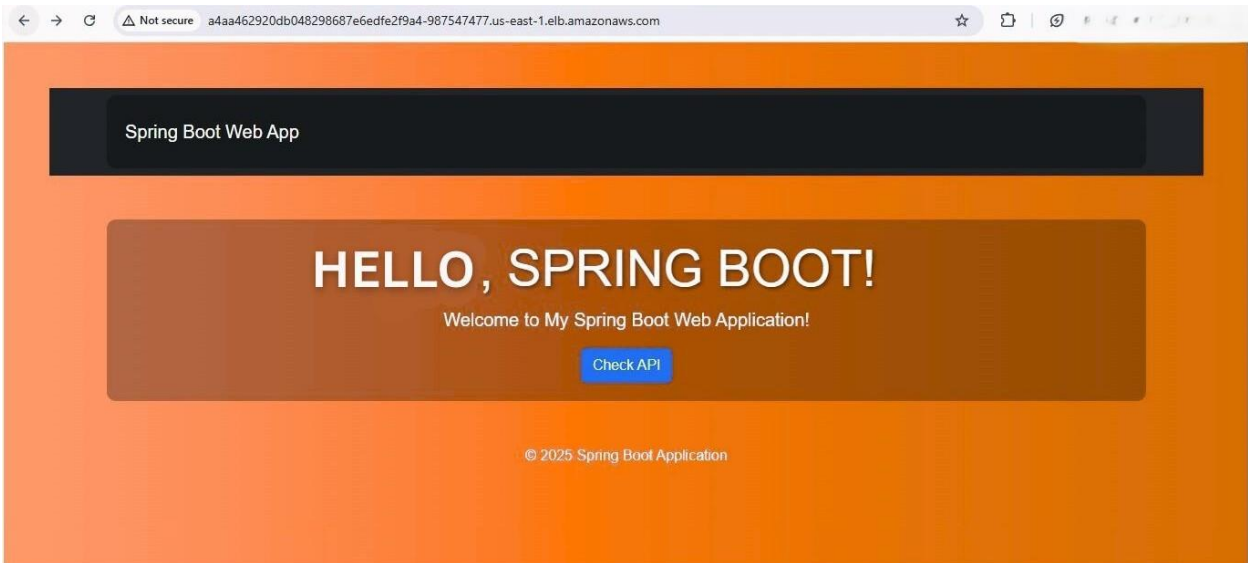 Not secure a4aa462920db048298687e6edfe2f9a4-987547477.us-east-1.elb.amazonaws.com
Spring Boot Web App
HELLO, SPRING BOOT!
Welcome to My Spring Boot Web Application!
Check API
© 2025 Spring Boot Application